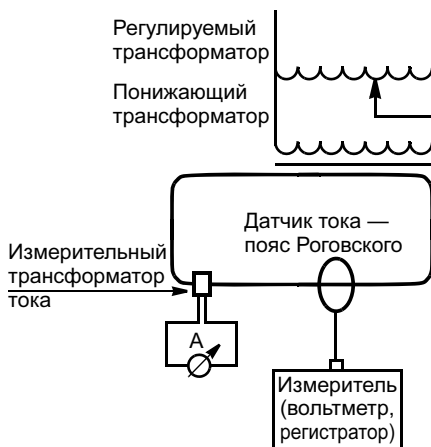 Регулируемый
трансформатор
Понижающий
трансформатор
Датчик тока —
пояс Роговского
Измерительный
трансформатор
тока
А
Измеритель
(вольтметр,
регистратор)